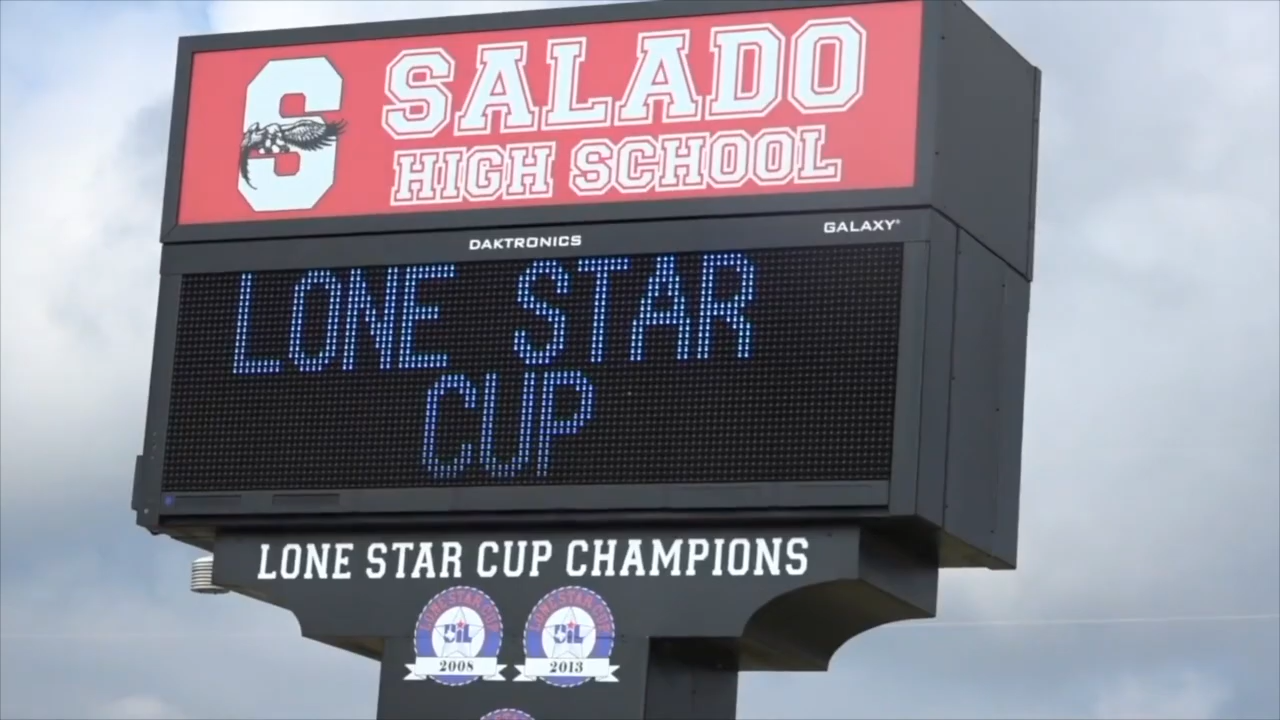 S
SALADO
HIGH SCHOOL
DAKTRONICS
GALAXY®
LONE STAR
CUP
LONE STAR CUP CHAMPIONS
LONE STAR CUP
UIL
2008
LONE STAR CUP
UIL
2013